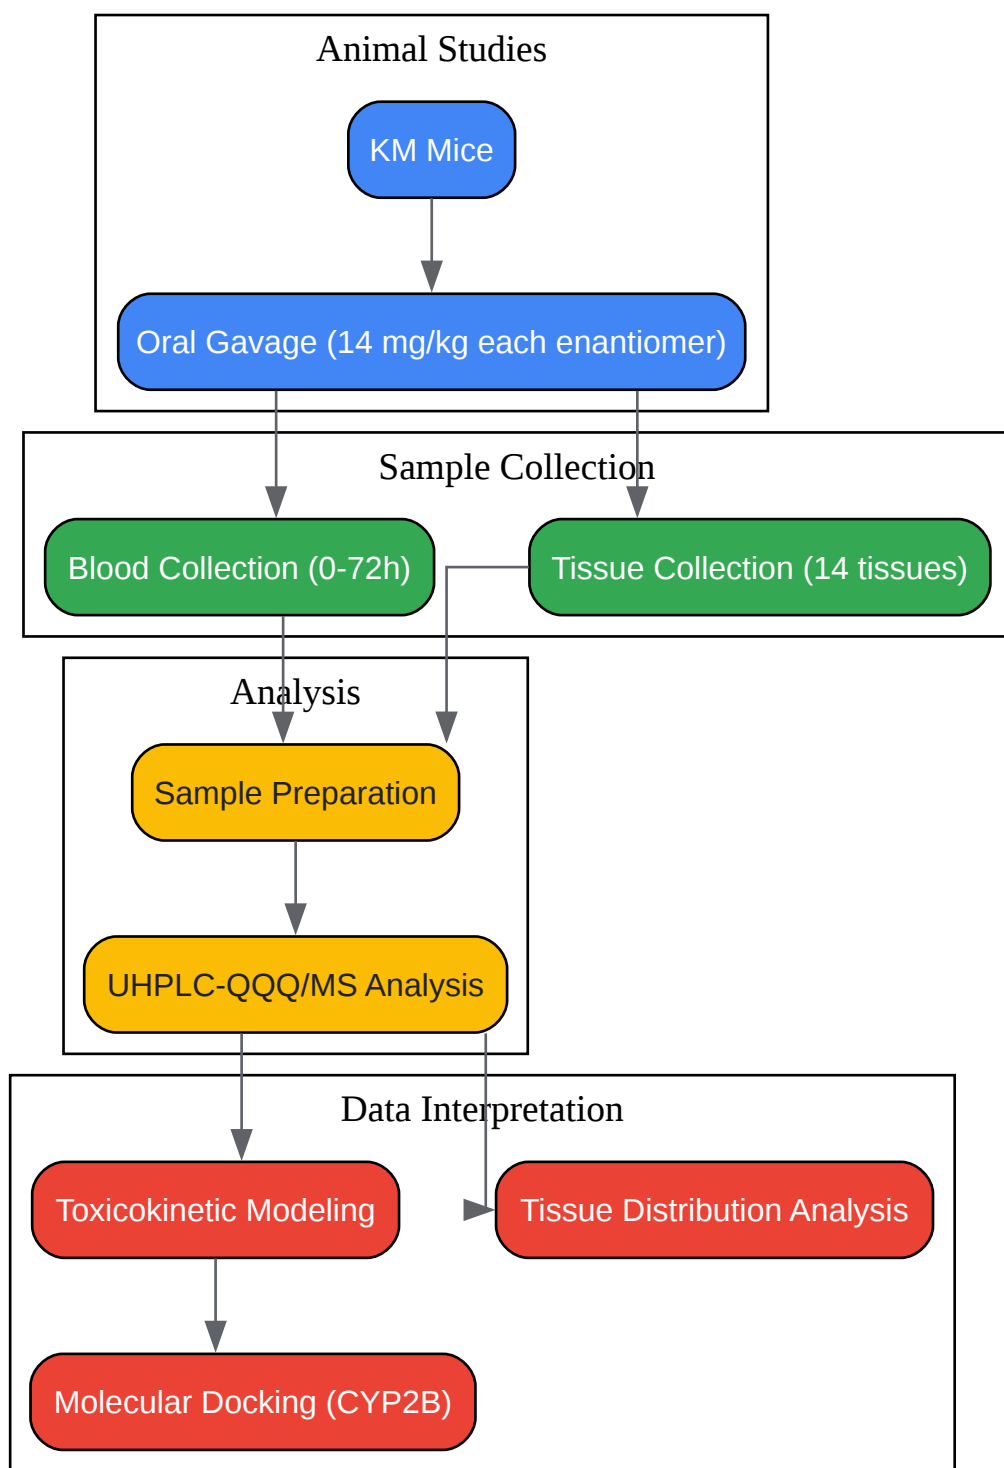 Animal Studies
KM Mice
Oral Gavage (14 mg/kg each enantiomer)
Sample Collection
Blood Collection (0-72h)
Tissue Collection (14 tissues)
Analysis
Sample Preparation
UHPLC-QQQ/MS Analysis
Data Interpretation
Toxicokinetic Modeling
Tissue Distribution Analysis
Molecular Docking (CYP2B)